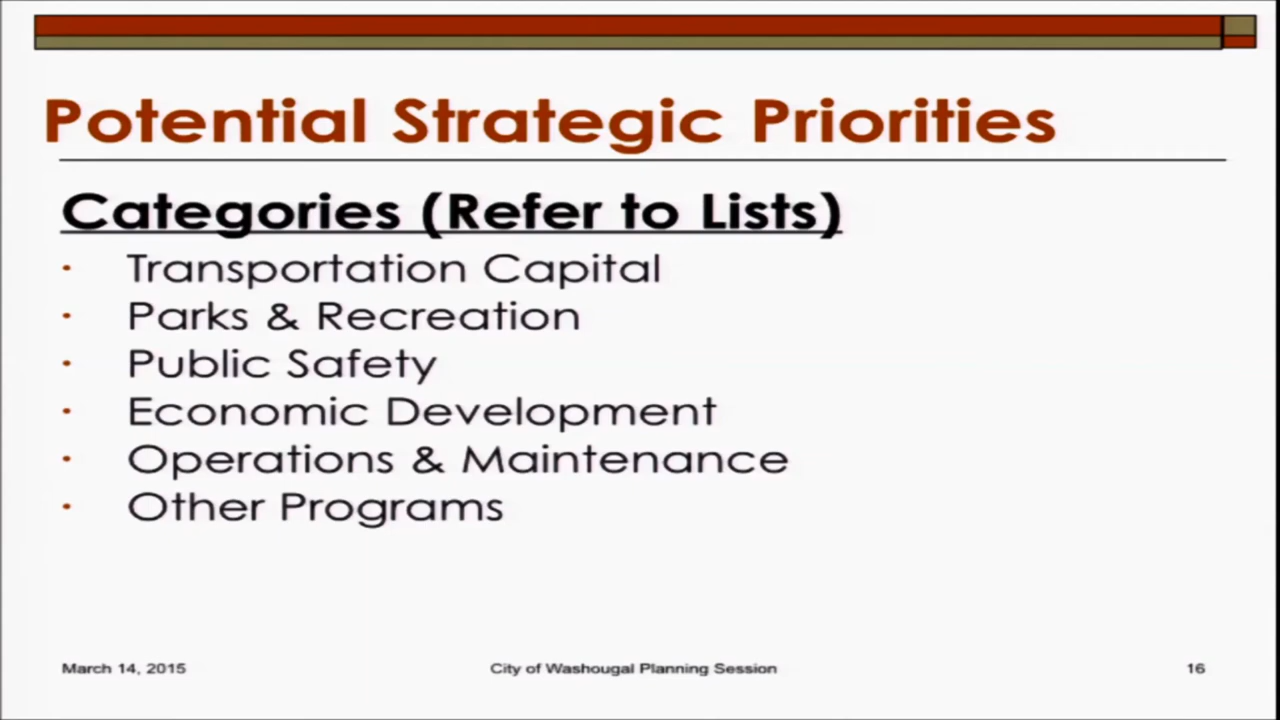 Potential Strategic Priorities
Categories (Refer to Lists)
· Transportation Capital
· Parks & Recreation
· Public Safety
· Economic Development
· Operations & Maintenance
· Other Programs
March 14, 2015 City of Washougal Planning Session 16